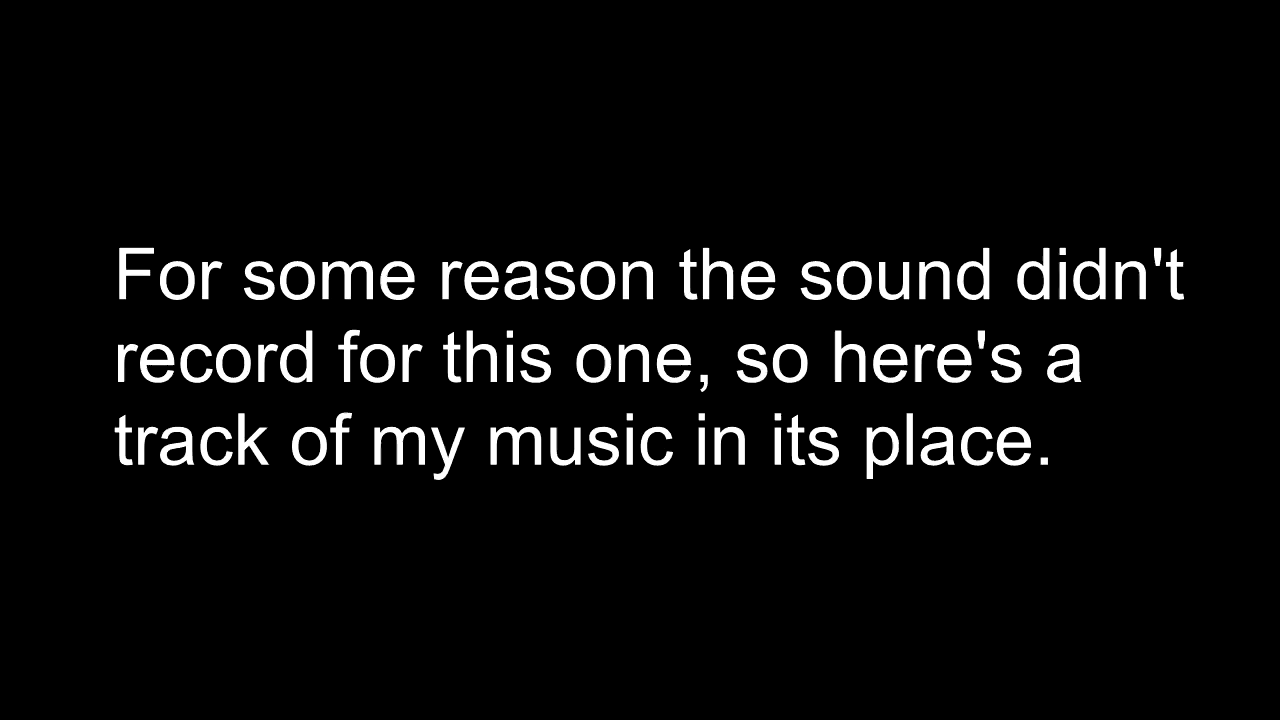 For some reason the sound didn't
record for this one, so here's a
track of my music in its place.